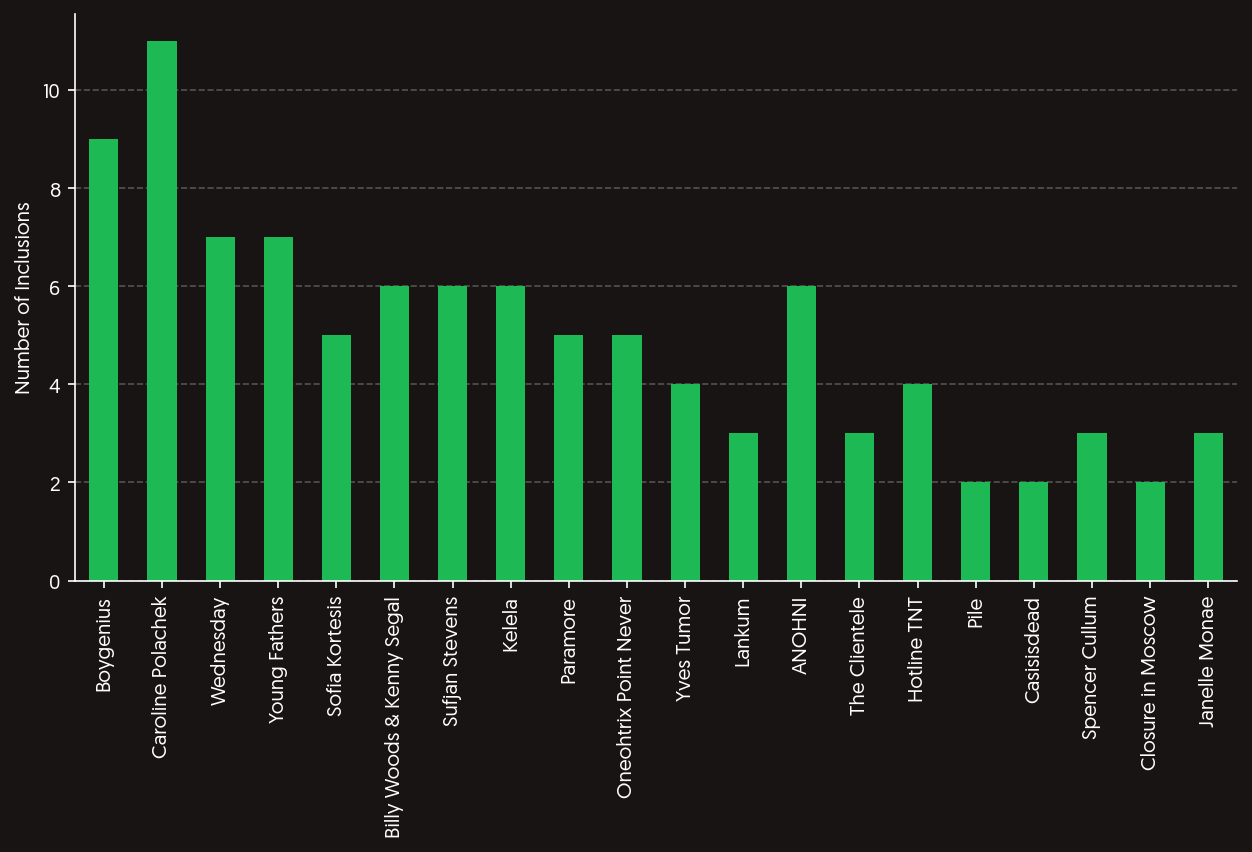 Number of Inclusions
10
8
6
4
2
0
Boygenius
Caroline Polachek
Wednesday
Young Fathers
Sofia Kortesis
Billy Woods & Kenny Segal
Sufjan Stevens
Kelela
Paramore
Oneohtrix Point Never
Yves Tumor
Lankum
ANOHNI
The Clientele
Hotline TNT
Pile
Casisisdead
Spencer Cullum
Closure in Moscow
Janelle Monae